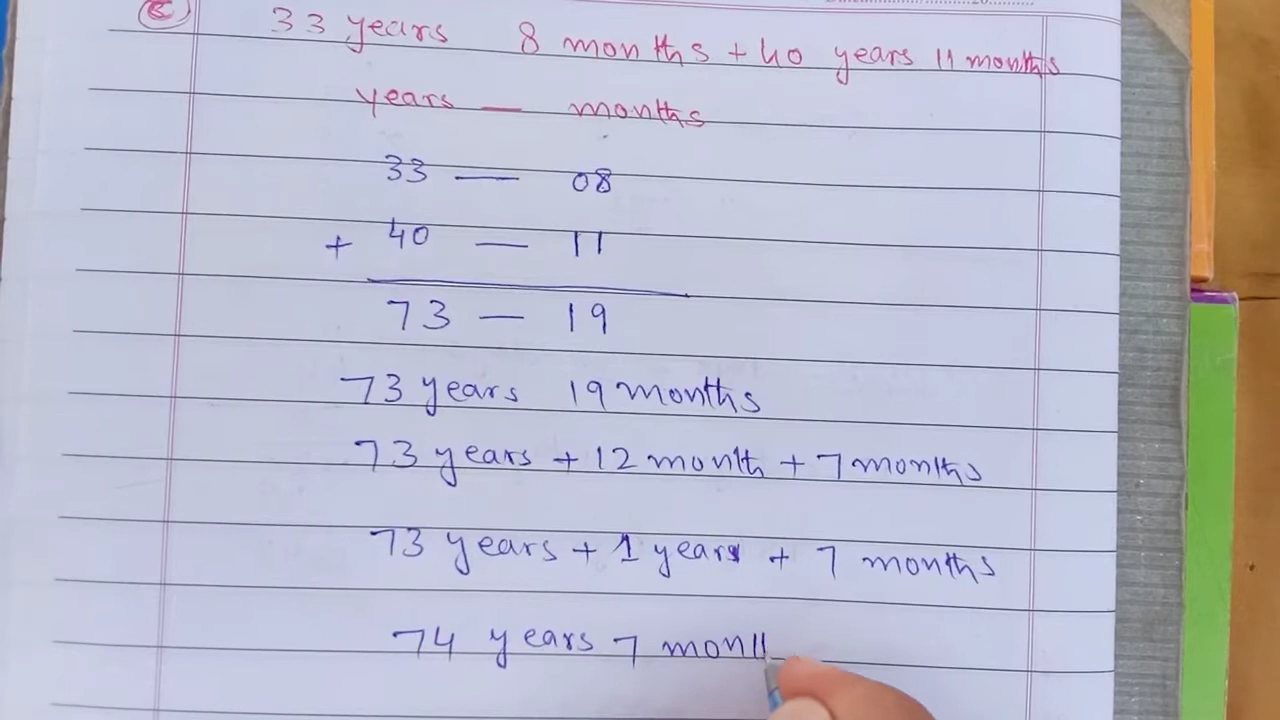 33 years 8 months + 40 years 11 months
years — months
33 — 08
+ 40 — 11
73 — 19
73 years 19 months
73 years + 12 month + 7 months
73 years + 1 years + 7 months
74 years 7 mont